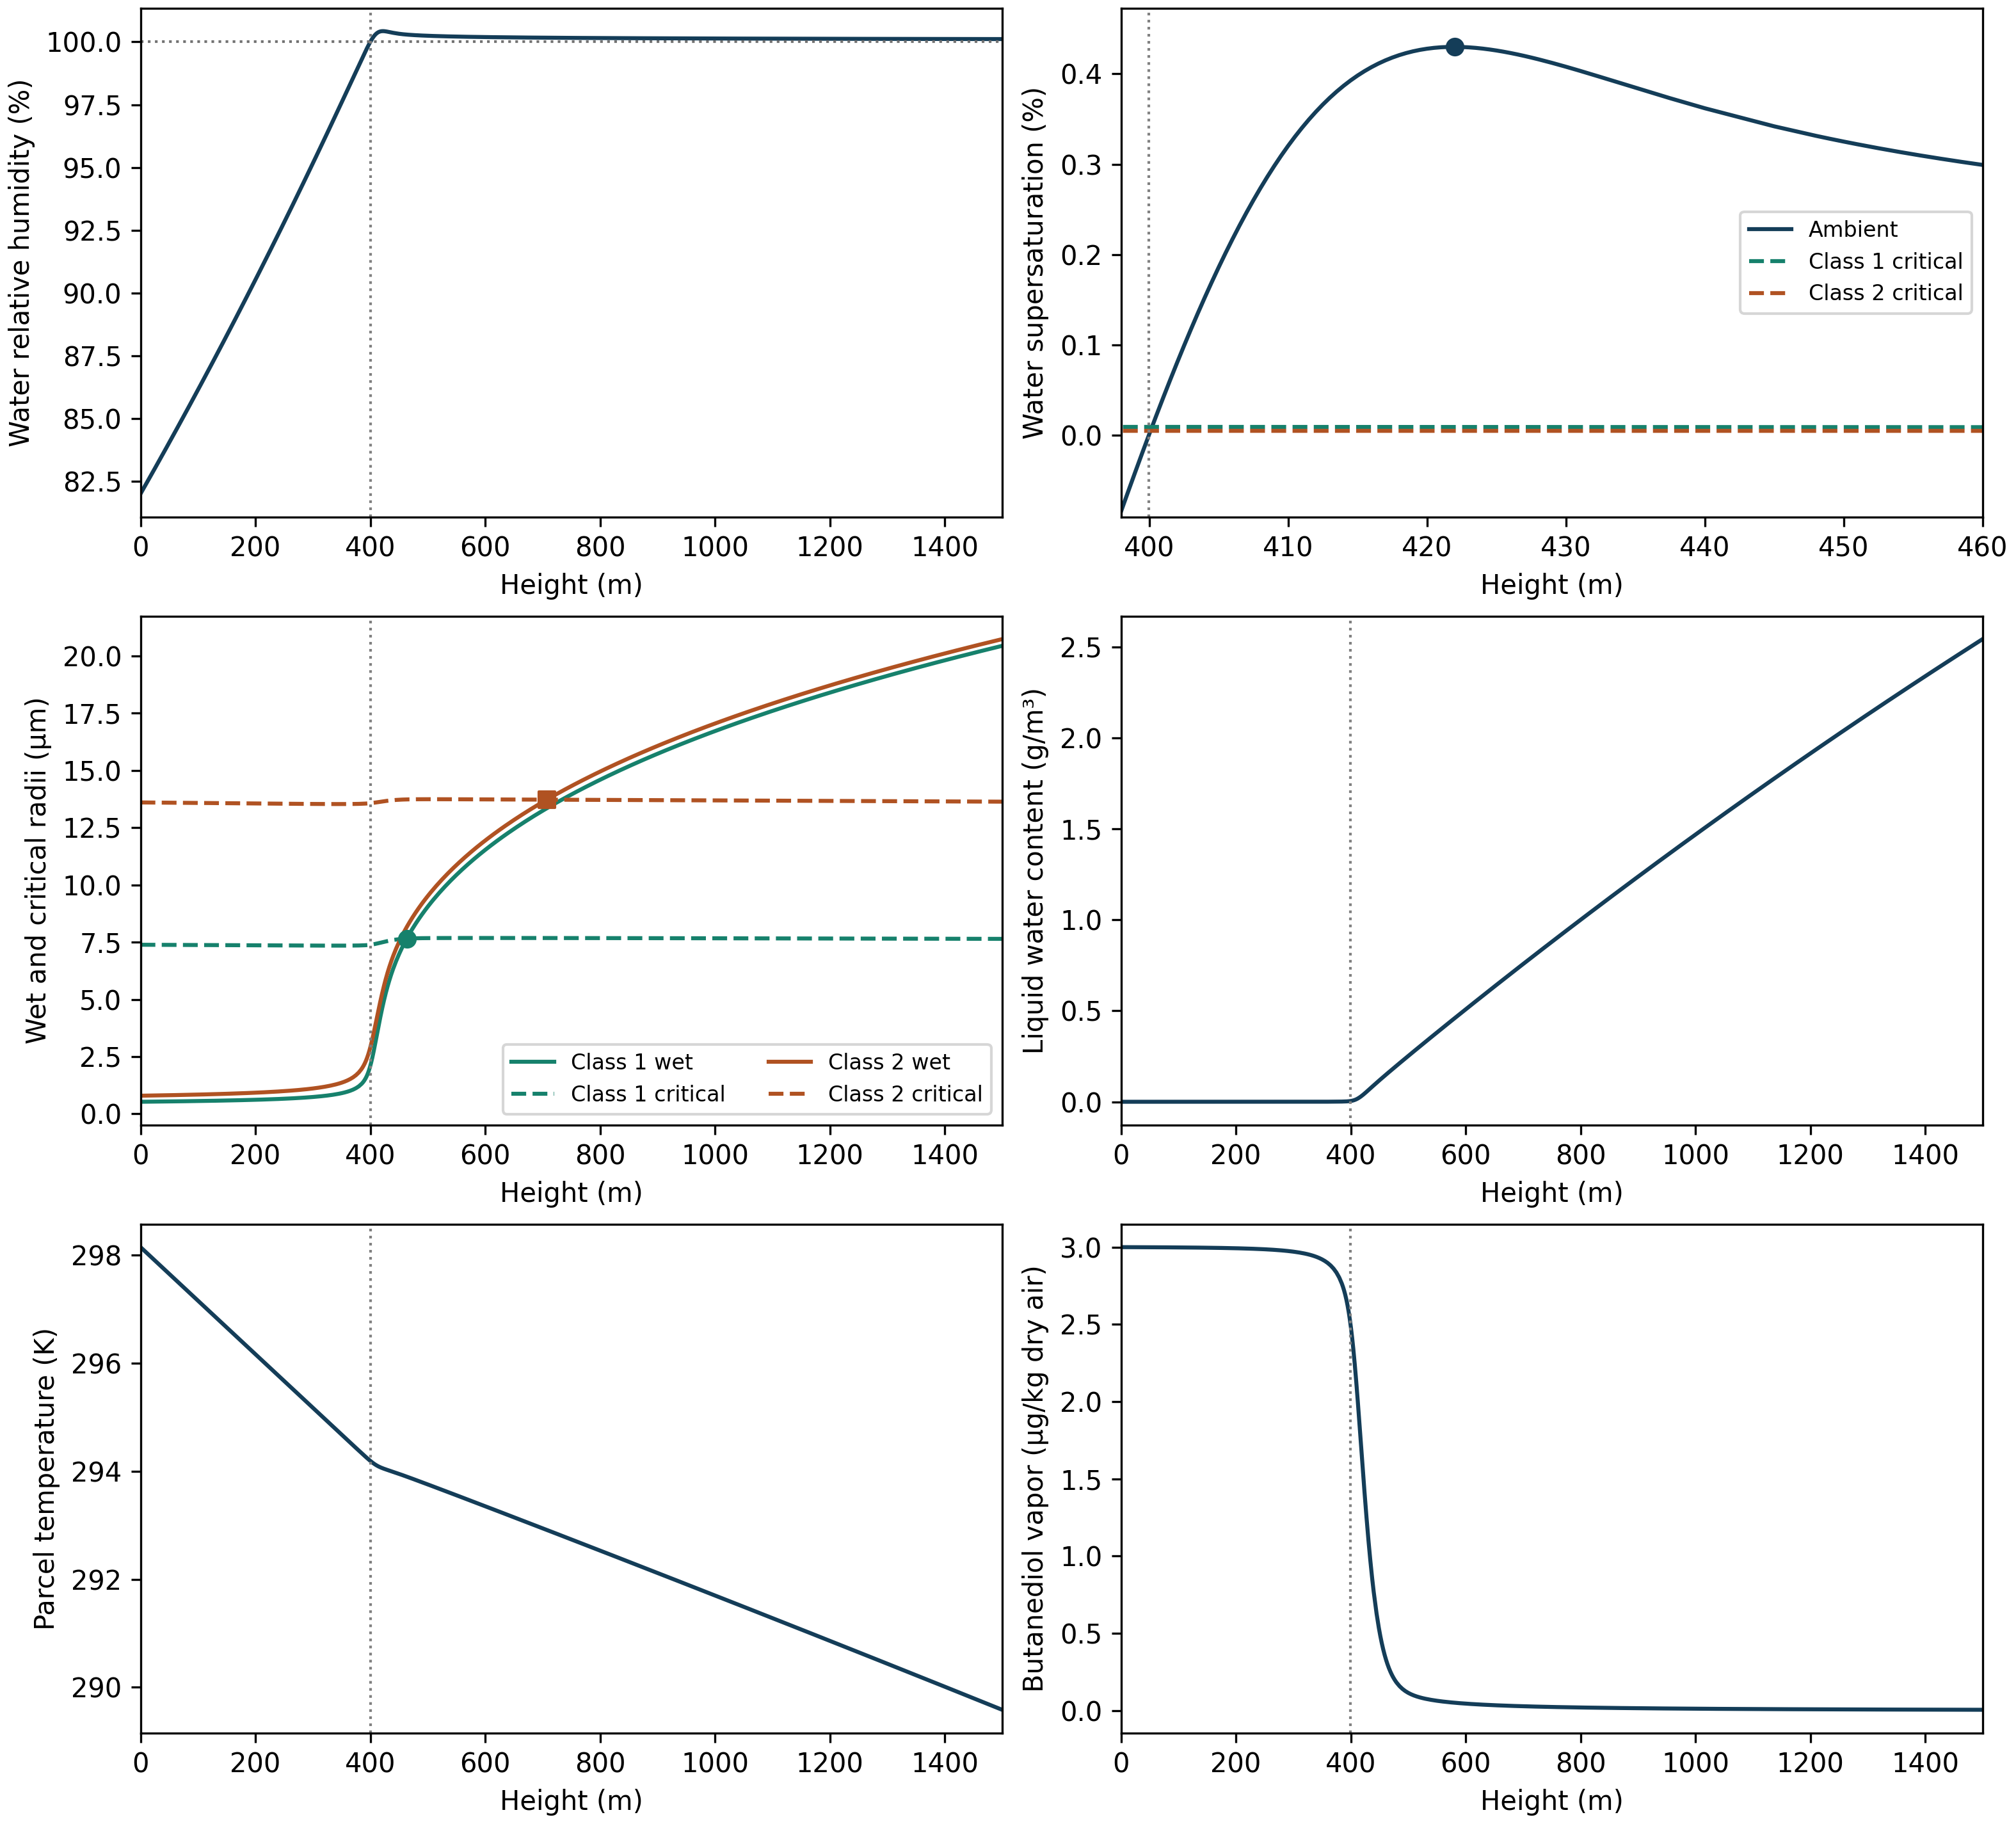 Water relative humidity (%)
100.0
97.5
95.0
92.5
90.0
87.5
85.0
82.5
0 200 400 600 800 1000 1200 1400
Height (m)
Water supersaturation (%)
0.4
0.3
0.2
0.1
0.0
Ambient
Class 1 critical
Class 2 critical
400 410 420 430 440 450 460
Height (m)
Wet and critical radii (μm)
20.0
17.5
15.0
12.5
10.0
7.5
5.0
2.5
0.0
Class 1 wet Class 2 wet
Class 1 critical Class 2 critical
0 200 400 600 800 1000 1200 1400
Height (m)
Liquid water content (g/m³)
2.5
2.0
1.5
1.0
0.5
0.0
0 200 400 600 800 1000 1200 1400
Height (m)
Parcel temperature (K)
298
296
294
292
290
0 200 400 600 800 1000 1200 1400
Height (m)
Butanediol vapor (μg/kg dry air)
3.0
2.5
2.0
1.5
1.0
0.5
0.0
0 200 400 600 800 1000 1200 1400
Height (m)